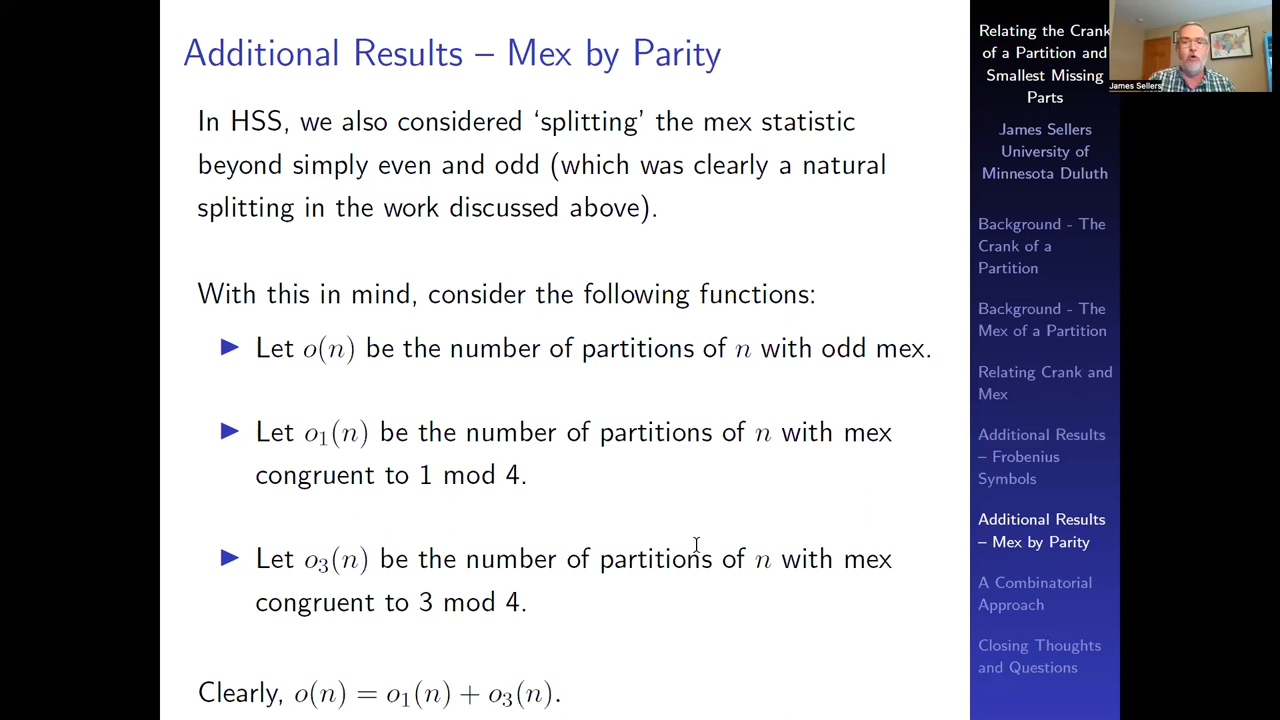 Additional Results – Mex by Parity
In HSS, we also considered ‘splitting’ the mex statistic
beyond simply even and odd (which was clearly a natural
splitting in the work discussed above).
With this in mind, consider the following functions:
▶ Let o(n) be the number of partitions of n with odd mex.
▶ Let o₁(n) be the number of partitions of n with mex
congruent to 1 mod 4.
▶ Let o₃(n) be the number of partitions of n with mex
congruent to 3 mod 4.
Clearly, o(n) = o₁(n) + o₃(n).
Relating the Crank
of a Partition and
Smallest Missing
Parts
James Sellers
University of
Minnesota Duluth
Background - The
Crank of a
Partition
Background - The
Mex of a Partition
Relating Crank and
Mex
Additional Results
– Frobenius
Symbols
Additional Results
– Mex by Parity
A Combinatorial
Approach
Closing Thoughts
and Questions
James Sellers